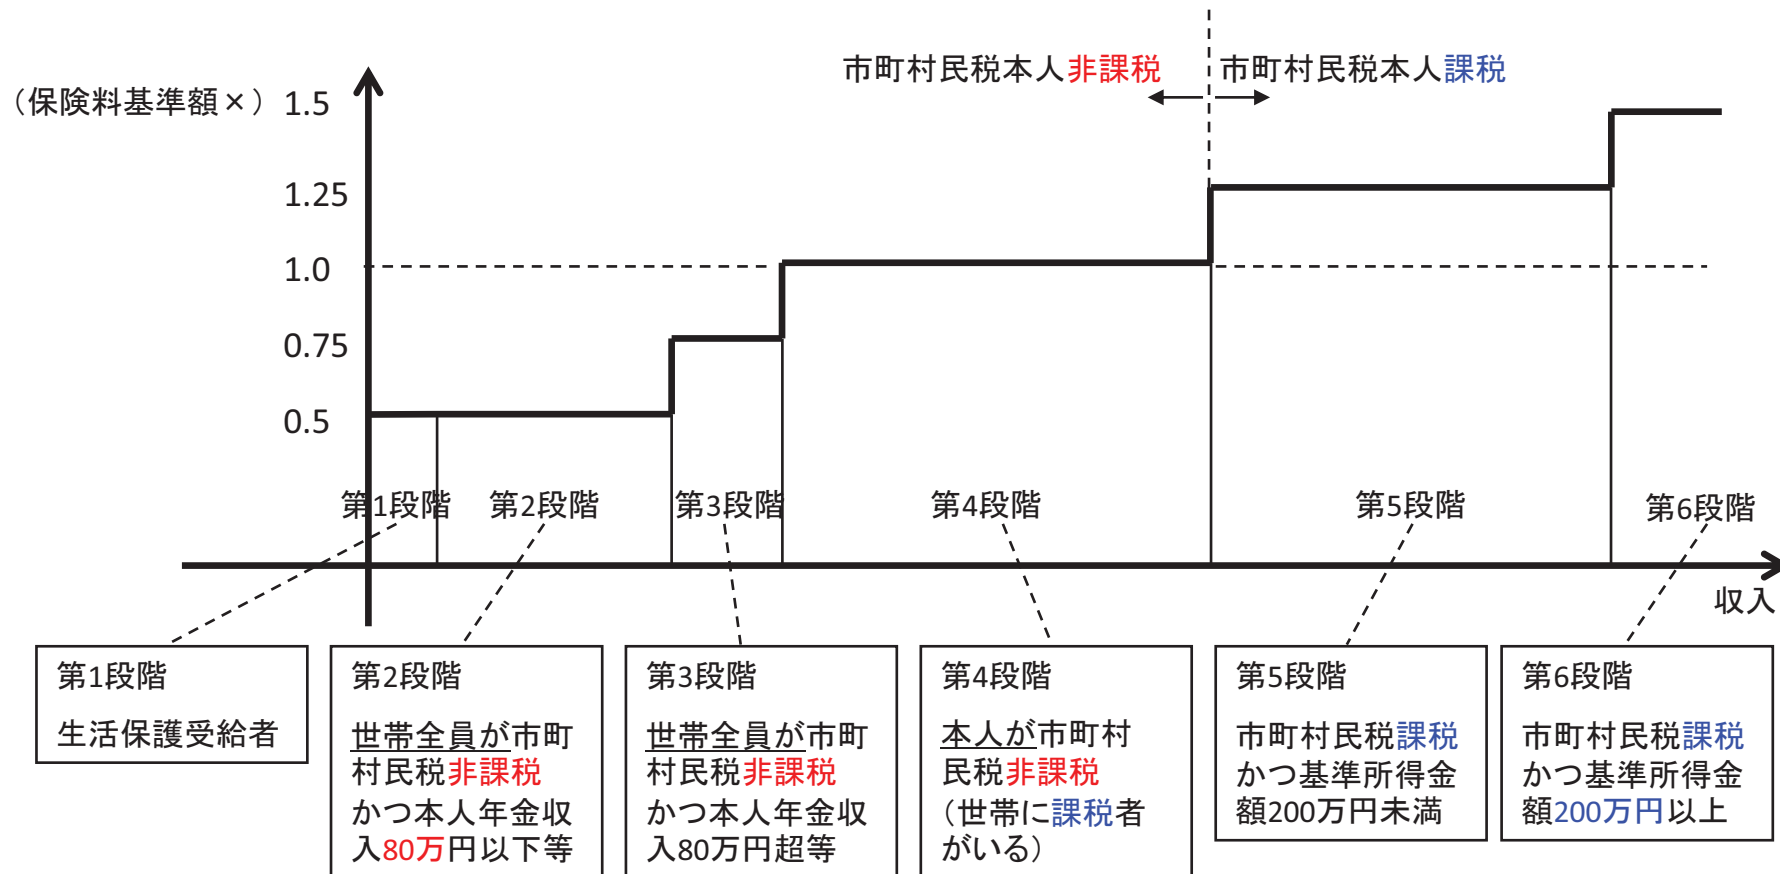 市町村民税本人非課税
市町村民税本人課税
（保険料基準額×）
1.5
1.25
1.0
0.75
0.5
第1段階
第2段階
第3段階
第4段階
第5段階
第6段階
収入
第1段階
生活保護受給者
第2段階
世帯全員が市町
村民税非課税
かつ本人年金収
入80万円以下等
第3段階
世帯全員が市町
村民税非課税
かつ本人年金収
入80万円超等
第4段階
本人が市町村
民税非課税
（世帯に課税者
がいる）
第5段階
市町村民税課税
かつ基準所得金
額200万円未満
第6段階
市町村民税課税
かつ基準所得金
額200万円以上